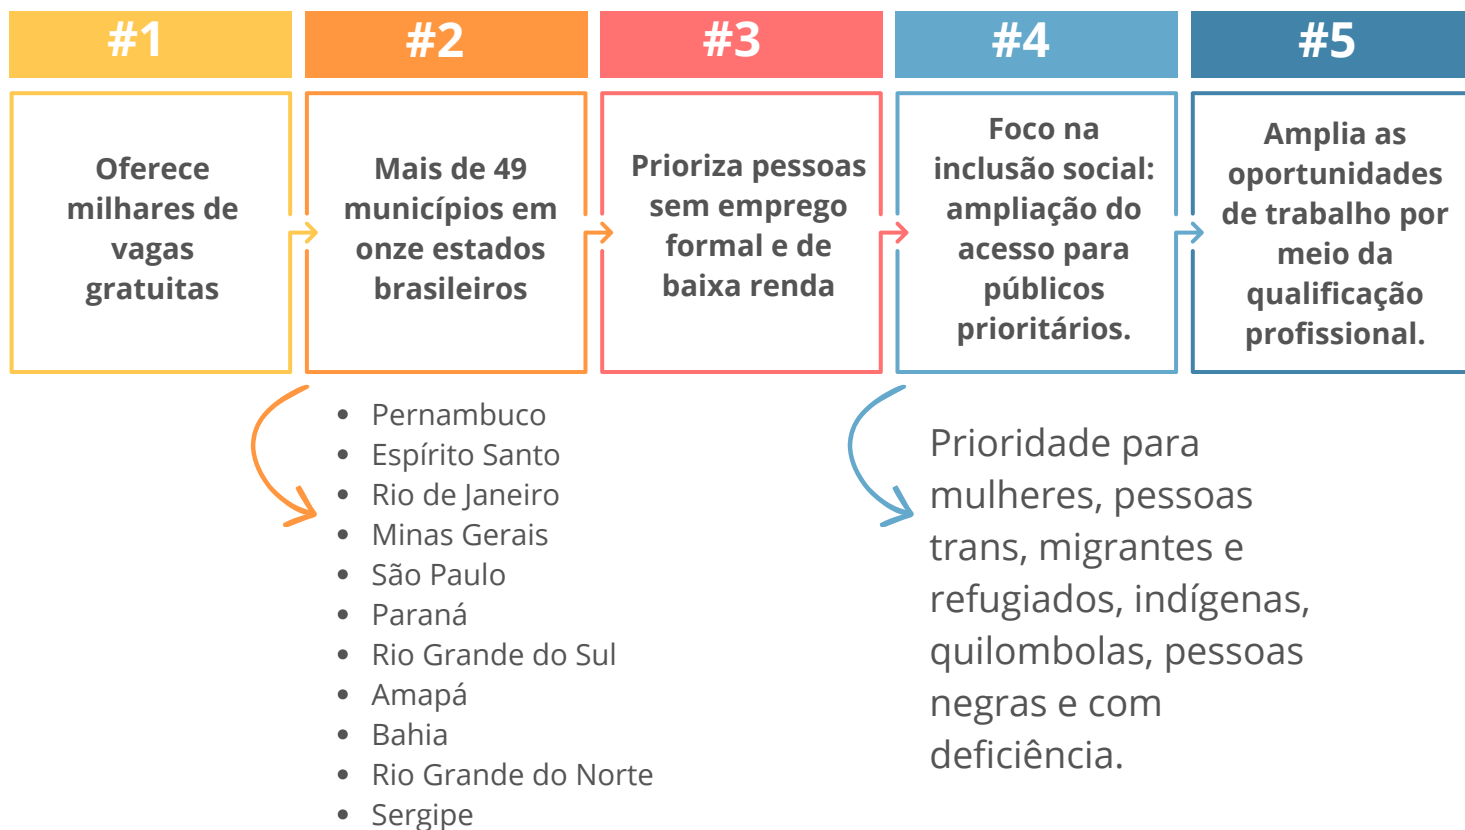 #1
Oferece
milhares de
vagas
gratuitas
#2
Mais de 49
municípios em
onze estados
brasileiros
#3
Prioriza pessoas
sem emprego
formal e de
baixa renda
#4
Foco na
inclusão social:
ampliação do
acesso para
públicos
prioritários.
#5
Amplia as
oportunidades
de trabalho por
meio da
qualificação
profissional.
• Pernambuco
• Espírito Santo
• Rio de Janeiro
• Minas Gerais
• São Paulo
• Paraná
• Rio Grande do Sul
• Amapá
• Bahia
• Rio Grande do Norte
• Sergipe
Prioridade para
mulheres, pessoas
trans, migrantes e
refugiados, indígenas,
quilombolas, pessoas
negras e com
deficiência.